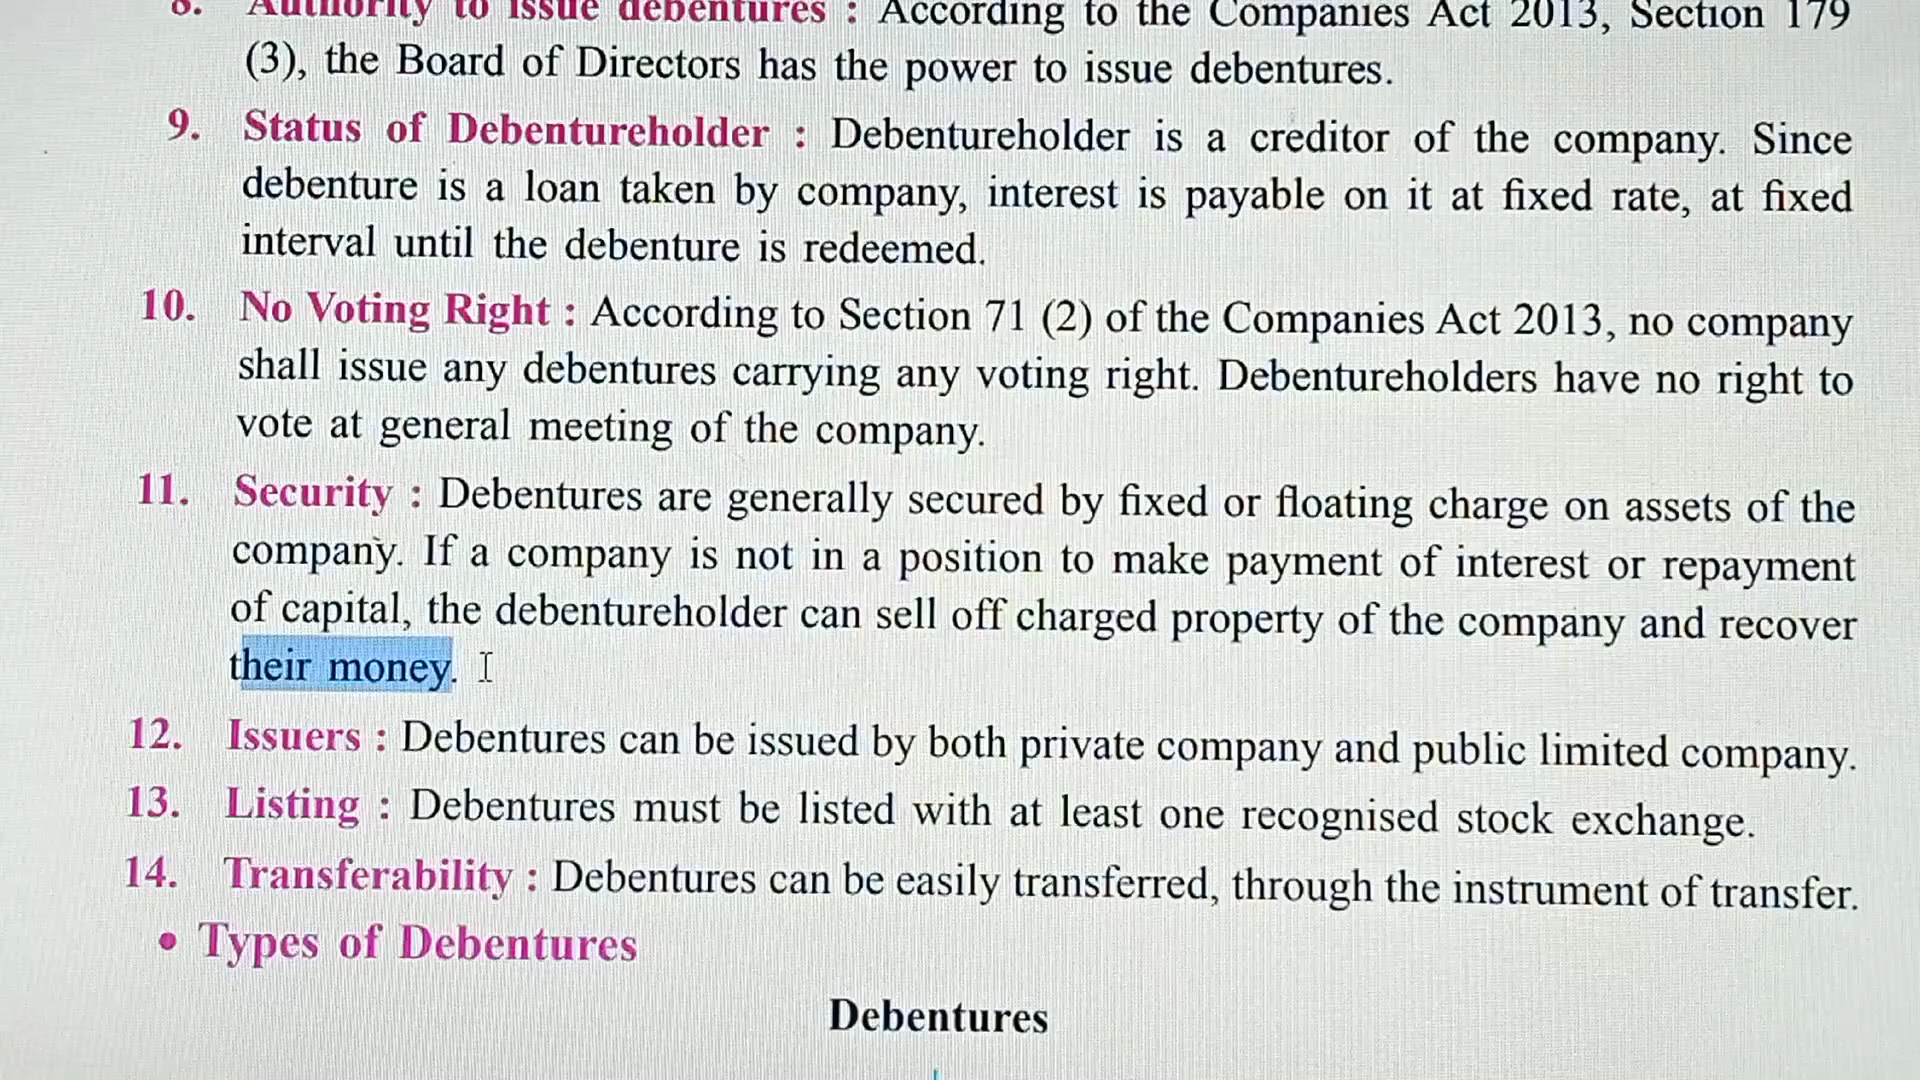 8. Authority to issue debentures : According to the Companies Act 2013, Section 179
(3), the Board of Directors has the power to issue debentures.
9. Status of Debentureholder : Debentureholder is a creditor of the company. Since
debenture is a loan taken by company, interest is payable on it at fixed rate, at fixed
interval until the debenture is redeemed.
10. No Voting Right : According to Section 71 (2) of the Companies Act 2013, no company
shall issue any debentures carrying any voting right. Debentureholders have no right to
vote at general meeting of the company.
11. Security : Debentures are generally secured by fixed or floating charge on assets of the
company. If a company is not in a position to make payment of interest or repayment
of capital, the debentureholder can sell off charged property of the company and recover
their money.
12. Issuers : Debentures can be issued by both private company and public limited company.
13. Listing : Debentures must be listed with at least one recognised stock exchange.
14. Transferability : Debentures can be easily transferred, through the instrument of transfer.
• Types of Debentures
Debentures